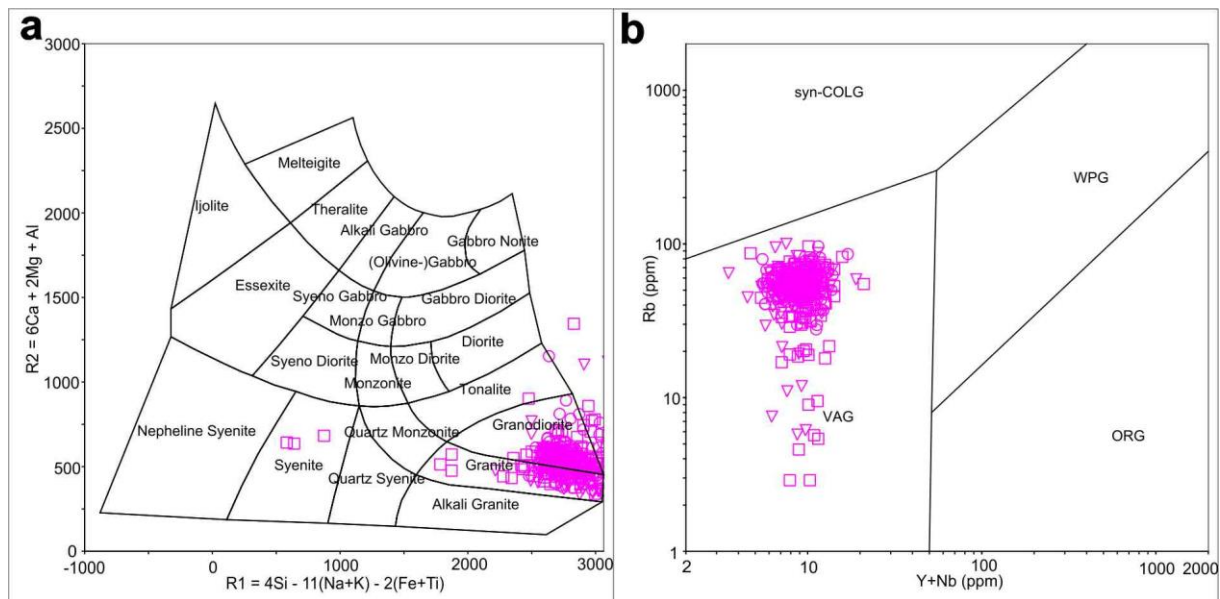 a
3000
2500
2000
1500
1000
500
0
-1000
0
1000
2000
3000
R2 = 6Ca + 2Mg + Al
R1 = 4Si - 11(Na+K) - 2(Fe+Ti)
Melteigite
Ijolite
Theralite
Alkali Gabbro
Gabbro Norite
(Olivine-)Gabbro
Essexite
Syeno Gabbro
Gabbro Diorite
Monzo Gabbro
Diorite
Syeno Diorite
Monzo Diorite
Monzonite
Tonalite
Nepheline Syenite
Quartz Monzonite
Granodiorite
Syenite
Granite
Quartz Syenite
Alkali Granite
b
1000
100
10
1
2
10
100
1000
2000
Rb (ppm)
Y+Nb (ppm)
syn-COLG
WPG
VAG
ORG